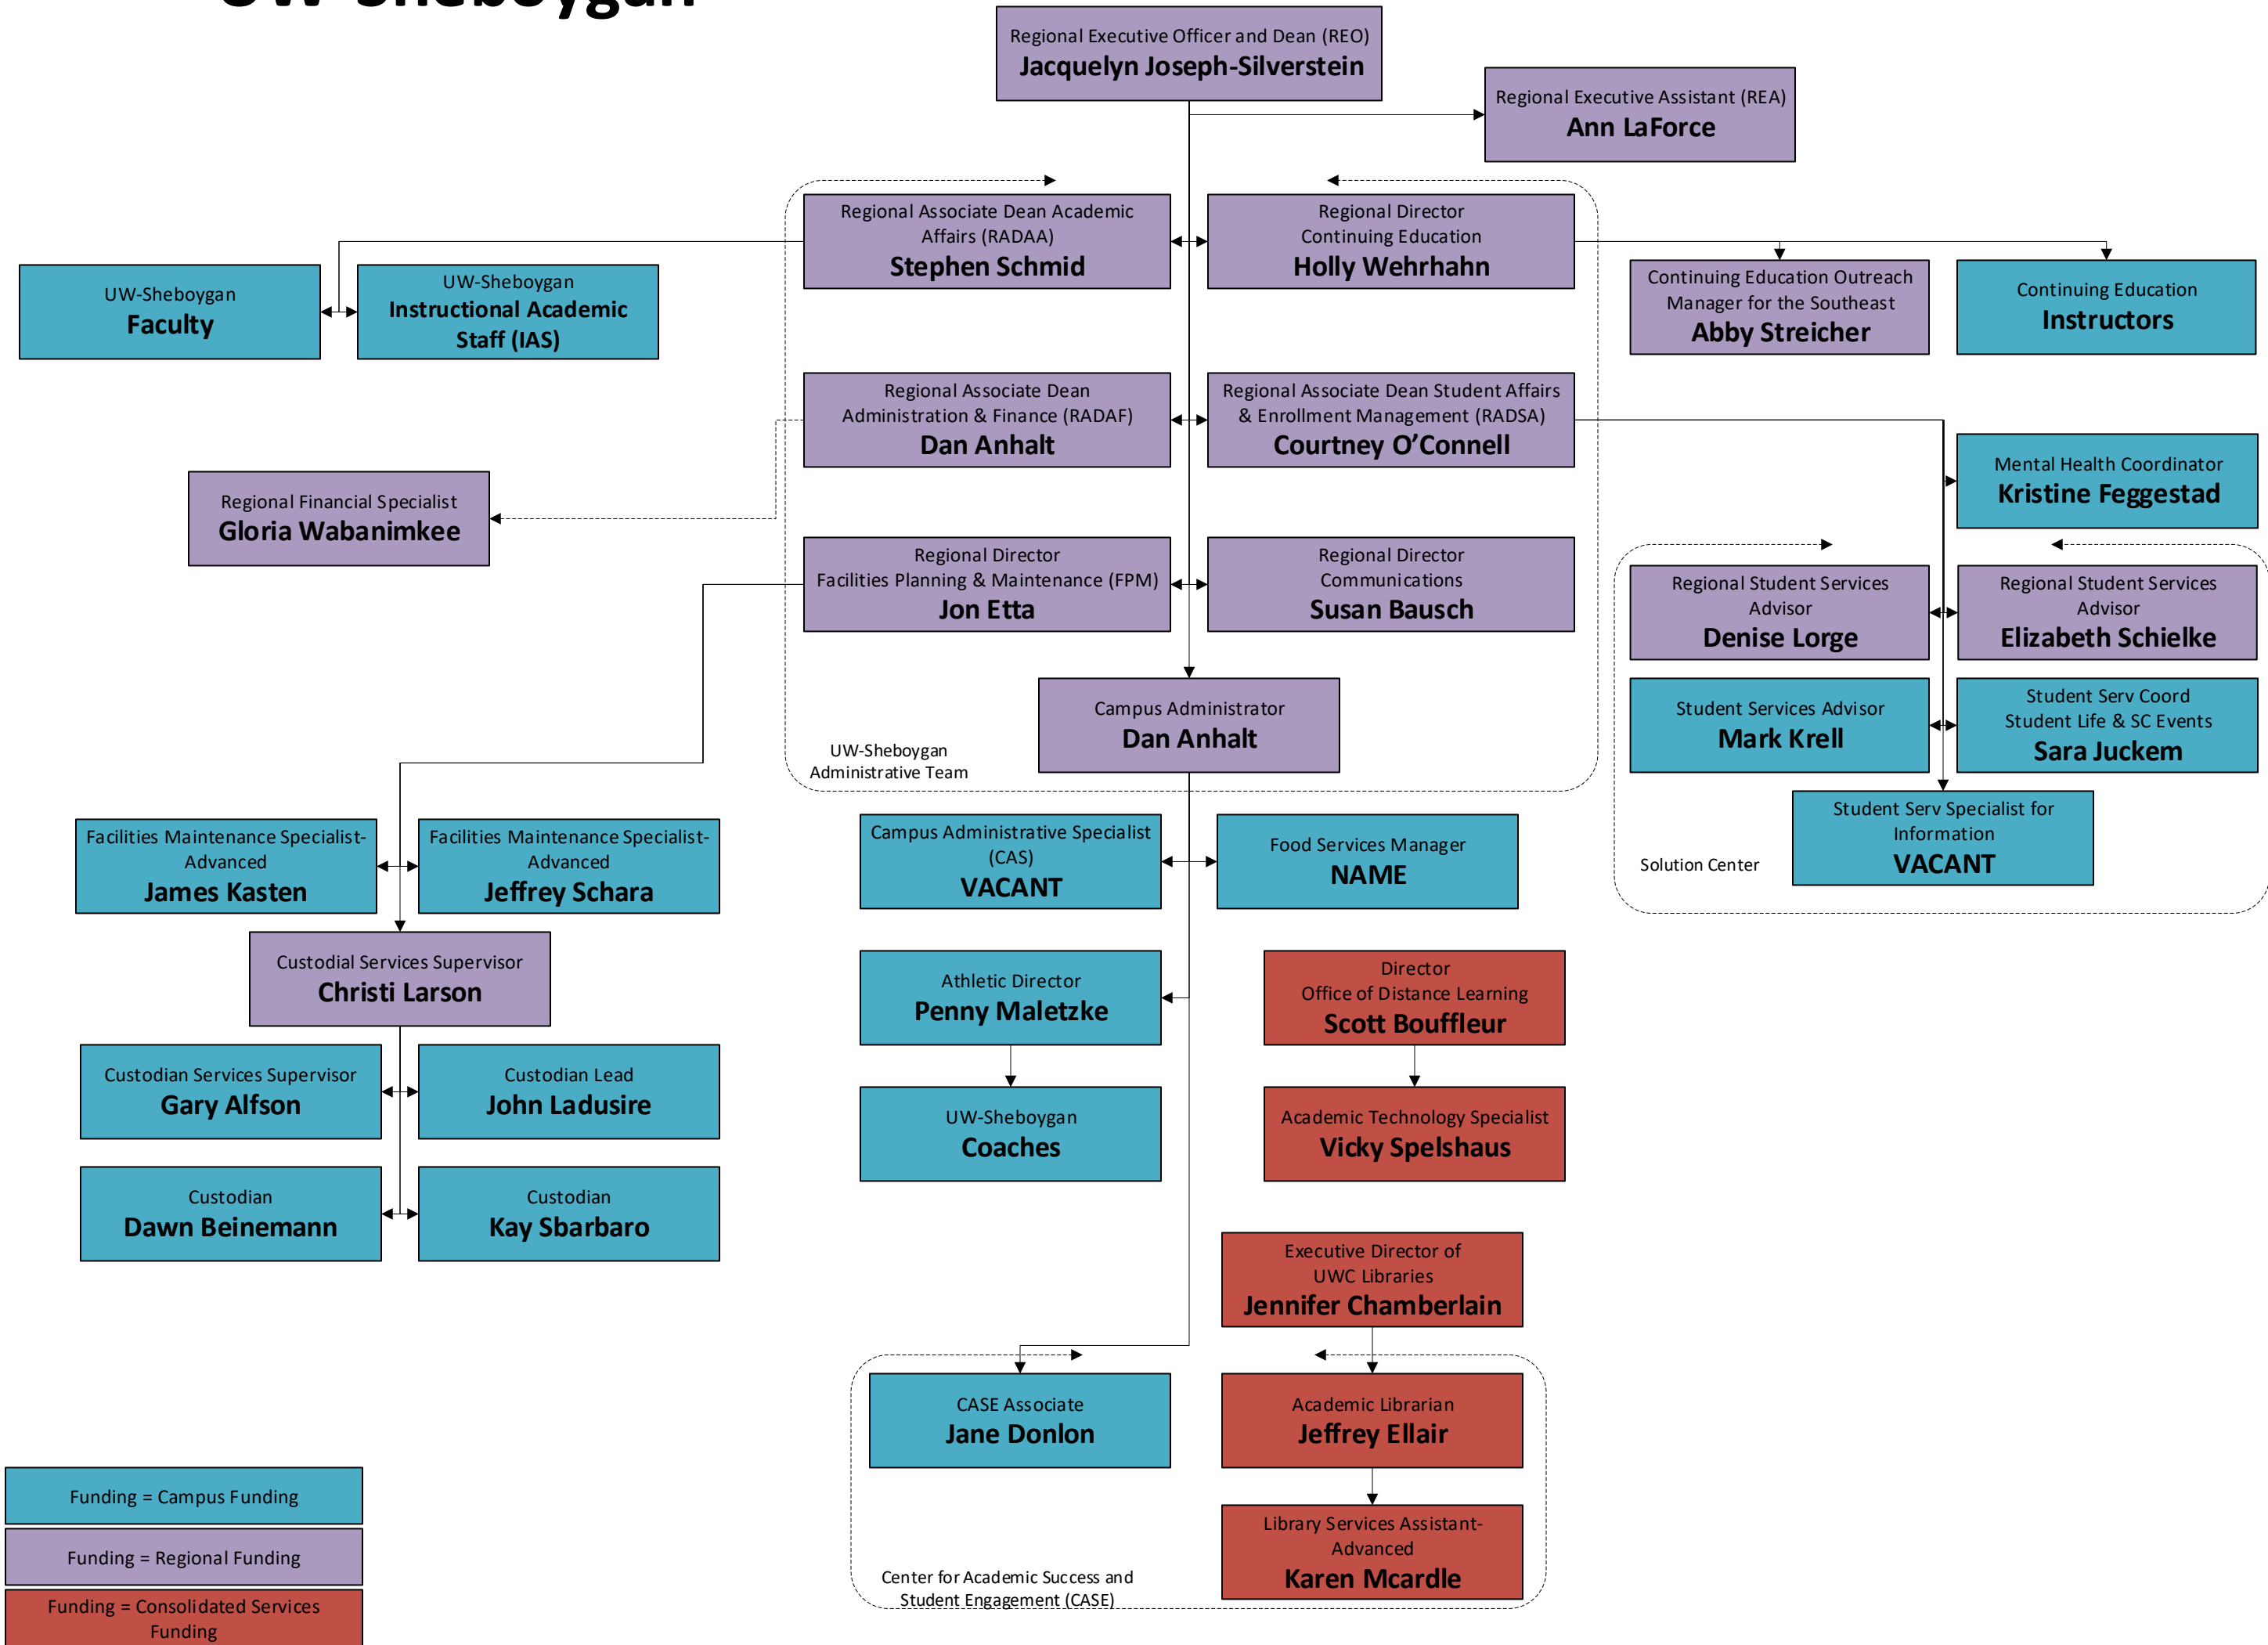 UW-Sheboygan
Regional Executive Officer and Dean (REO)
Jacquelyn Joseph-Silverstein
Regional Executive Assistant (REA)
Ann LaForce
Regional Associate Dean Academic
Affairs (RADAA)
Stephen Schmid
Regional Director
Continuing Education
Holly Wehrhahn
UW-Sheboygan
Faculty
UW-Sheboygan
Instructional Academic
Staff (IAS)
Continuing Education Outreach
Manager for the Southeast
Abby Streicher
Continuing Education
Instructors
Regional Associate Dean
Administration & Finance (RADAF)
Dan Anhalt
Regional Associate Dean Student Affairs
& Enrollment Management (RADSA)
Courtney O’Connell
Mental Health Coordinator
Kristine Feggestad
Regional Financial Specialist
Gloria Wabanimkee
Regional Director
Facilities Planning & Maintenance (FPM)
Jon Etta
Regional Director
Communications
Susan Bausch
Regional Student Services
Advisor
Denise Lorge
Regional Student Services
Advisor
Elizabeth Schielke
Campus Administrator
Dan Anhalt
UW-Sheboygan
Administrative Team
Student Services Advisor
Mark Krell
Student Serv Coord
Student Life & SC Events
Sara Juckem
Student Serv Specialist for
Information
VACANT
Solution Center
Facilities Maintenance Specialist-
Advanced
James Kasten
Facilities Maintenance Specialist-
Advanced
Jeffrey Schara
Campus Administrative Specialist
(CAS)
VACANT
Food Services Manager
NAME
Custodial Services Supervisor
Christi Larson
Athletic Director
Penny Maletzke
Director
Office of Distance Learning
Scott Bouffleur
Custodian Services Supervisor
Gary Alfson
Custodian Lead
John Ladusire
UW-Sheboygan
Coaches
Academic Technology Specialist
Vicky Spelshaus
Custodian
Dawn Beinemann
Custodian
Kay Sbarbaro
Executive Director of
UWC Libraries
Jennifer Chamberlain
CASE Associate
Jane Donlon
Academic Librarian
Jeffrey Ellair
Library Services Assistant-
Advanced
Karen Mcardle
Center for Academic Success and
Student Engagement (CASE)
Funding = Campus Funding
Funding = Regional Funding
Funding = Consolidated Services
Funding